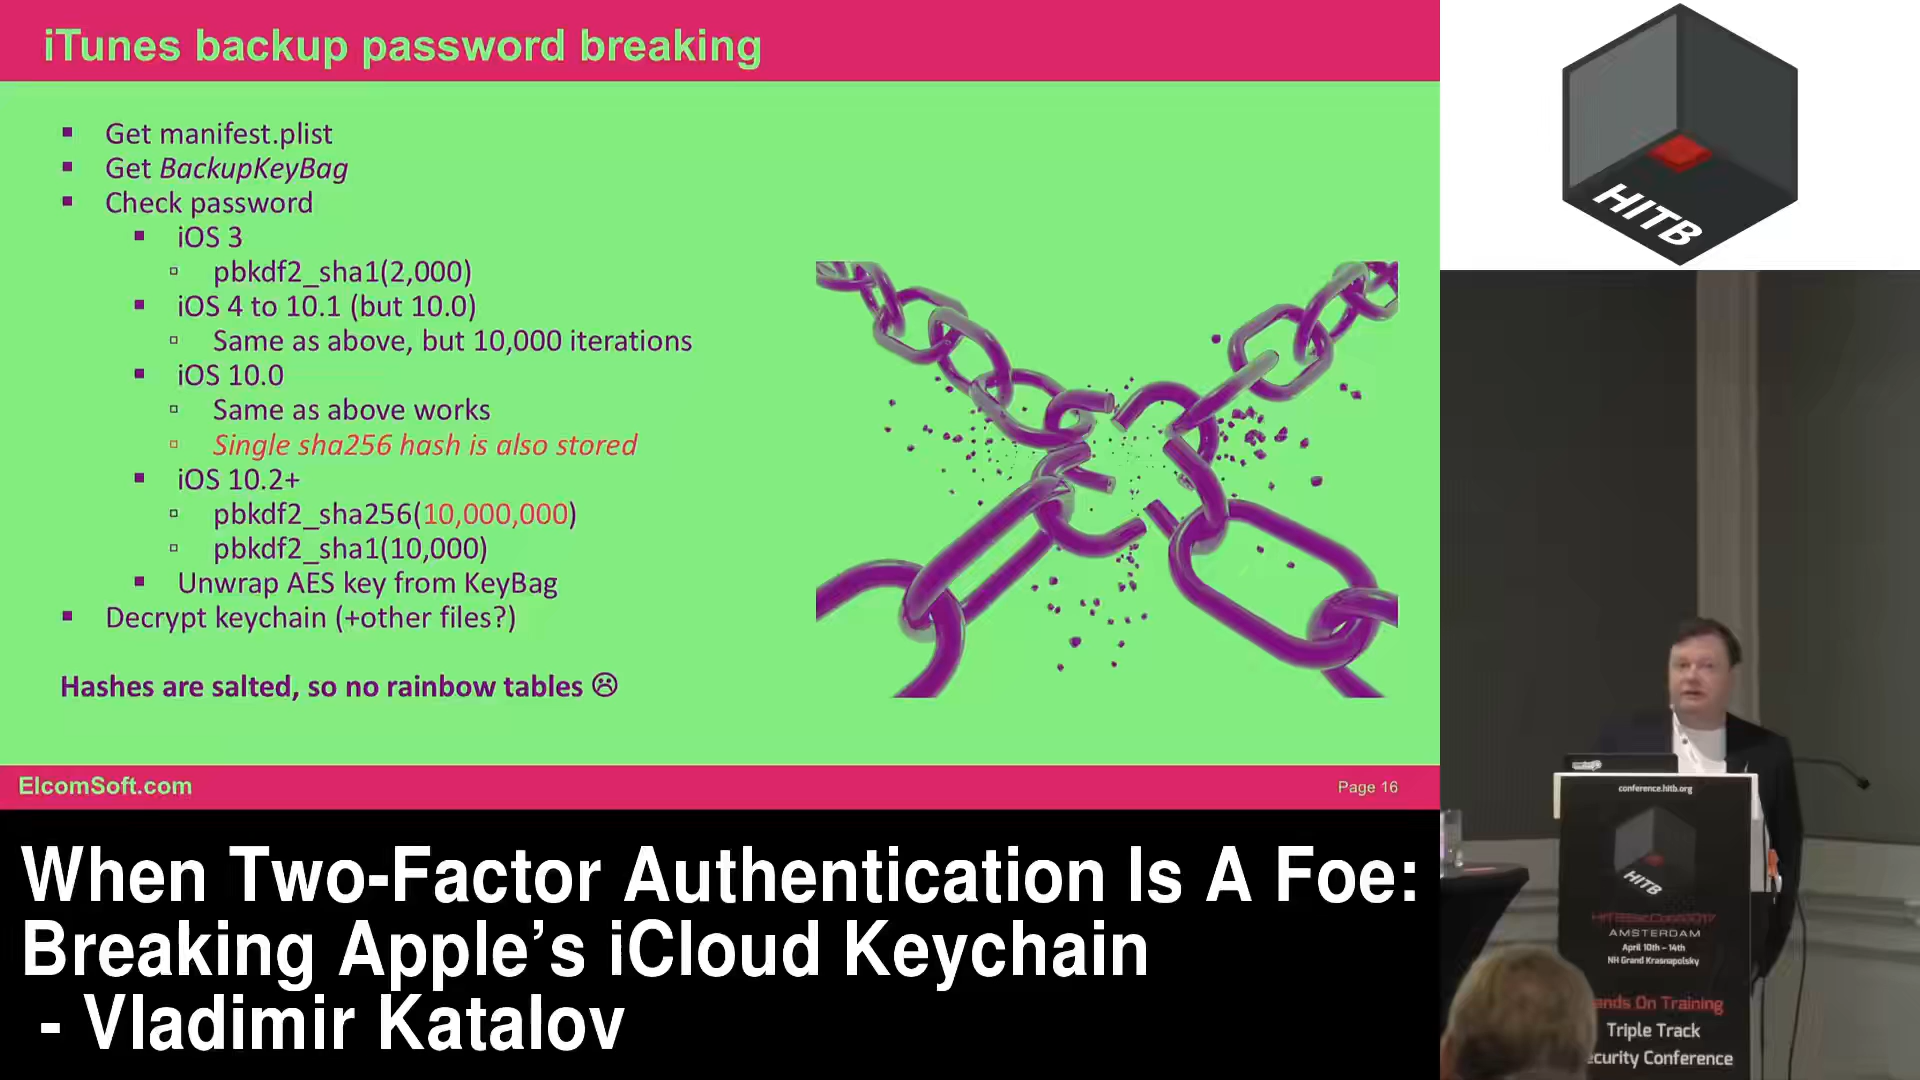 iTunes backup password breaking
Get manifest.plist
Get BackupKeyBag
Check password
iOS 3
pbkdf2_sha1(2,000)
iOS 4 to 10.1 (but 10.0)
Same as above, but 10,000 iterations
iOS 10.0
Same as above works
Single sha256 hash is also stored
iOS 10.2+
pbkdf2_sha256(10,000,000)
pbkdf2_sha1(10,000)
Unwrap AES key from KeyBag
Decrypt keychain (+other files?)
Hashes are salted, so no rainbow tables ☹
ElcomSoft.com
Page 16
When Two-Factor Authentication Is A Foe:
Breaking Apple’s iCloud Keychain
- Vladimir Katalov
HITB
conference.hitb.org
HITB
AMSTERDAM
April 10th - 14th
NH Grand Krasnapolsky
ands On Training
Triple Track
ecurity Conference